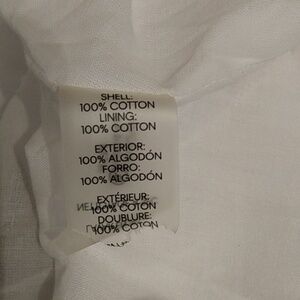 SHELL:
100% COTTON
LINING:
100% COTTON
EXTERIOR:
100% ALGODÓN
FORRO:
100% ALGODÓN
EXTÉRIEUR:
100% COTON
DOUBLURE:
100% COTON